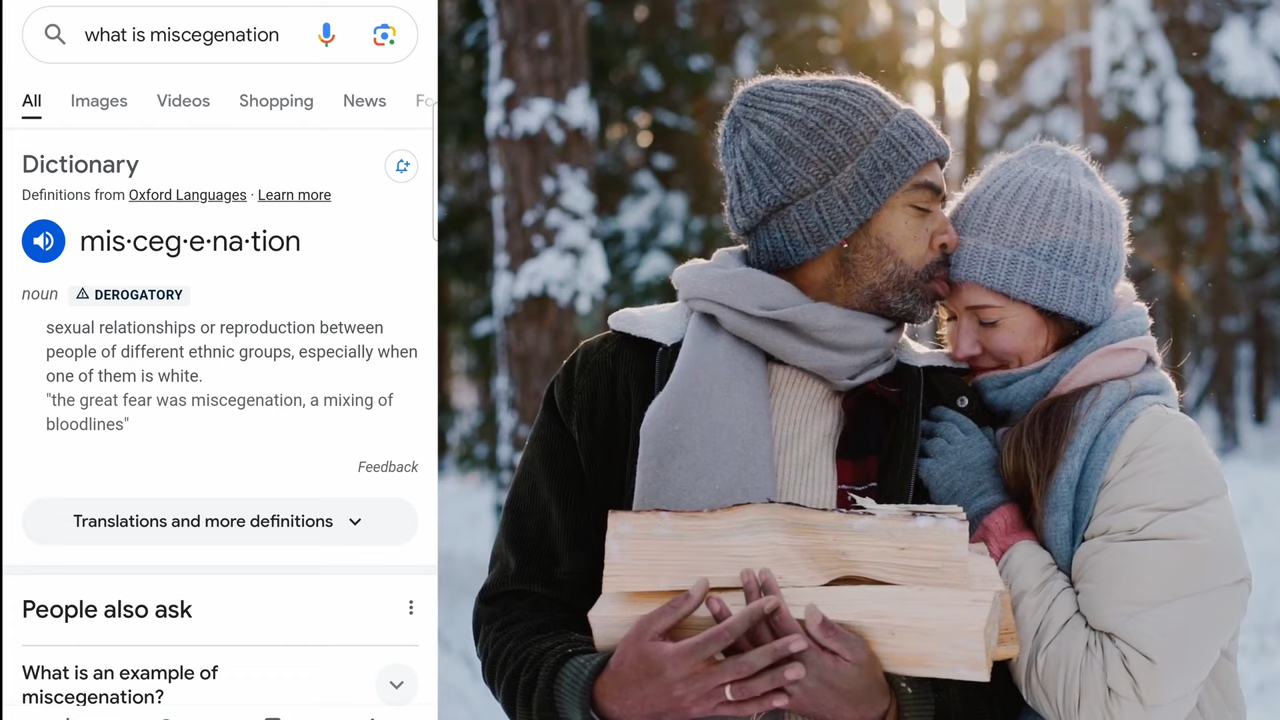 what is miscegenation
All Images Videos Shopping News Fo
Dictionary
Definitions from Oxford Languages · Learn more
mis·ceg·e·na·tion
noun DEROGATORY
sexual relationships or reproduction between
people of different ethnic groups, especially when
one of them is white.
"the great fear was miscegenation, a mixing of
bloodlines"
Feedback
Translations and more definitions
People also ask
What is an example of
miscegenation?